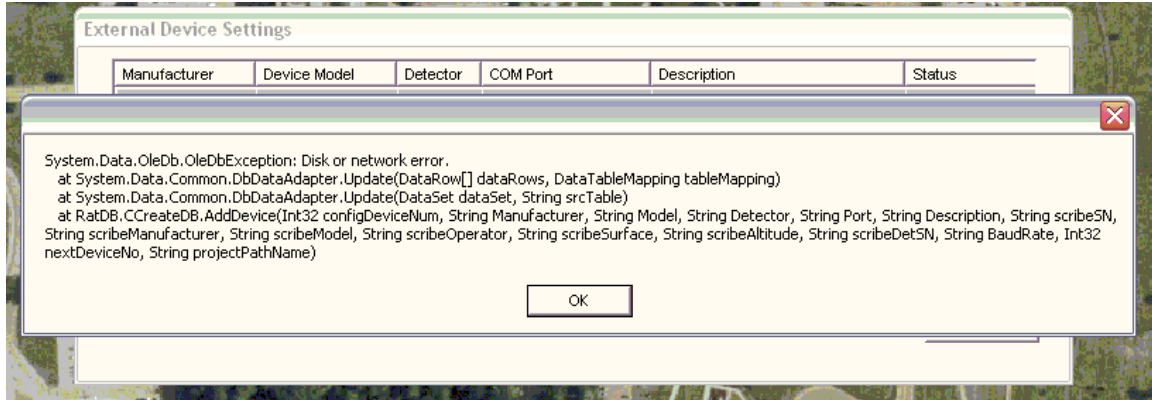 External Device Settings
Manufacturer Device Model Detector COM Port Description Status
System.Data.OleDb.OleDbException: Disk or network error.
at System.Data.Common.DbDataAdapter.Update(DataRow[] dataRows, DataTableMapping tableMapping)
at System.Data.Common.DbDataAdapter.Update(DataSet dataSet, String srcTable)
at RatDB.CCreateDB.AddDevice(Int32 configDeviceNum, String Manufacturer, String Model, String Detector, String Port, String Description, String scribeSN,
String scribeManufacturer, String scribeModel, String scribeOperator, String scribeSurface, String scribeAltitude, String scribeDetSN, String BaudRate, Int32
nextDeviceNo, String projectPathName)
OK